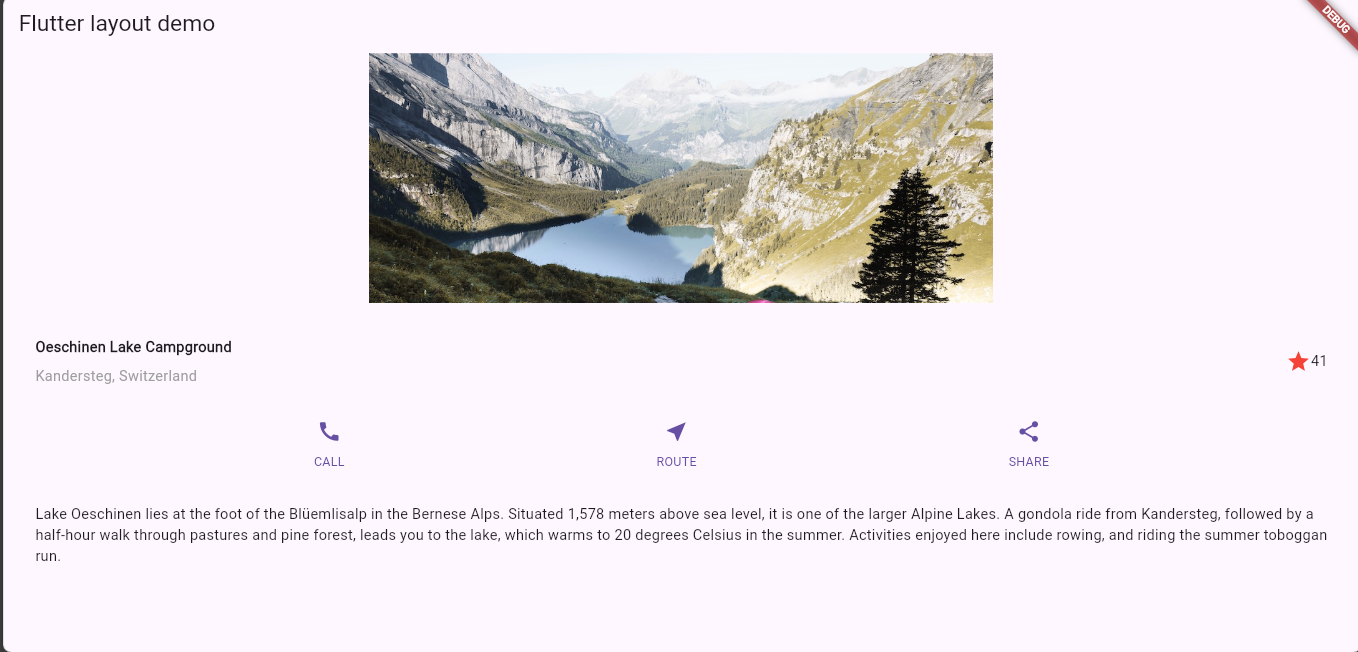 Flutter layout demo
DEBUG
Oeschinen Lake Campground
Kandersteg, Switzerland
41
CALL
ROUTE
SHARE
Lake Oeschinen lies at the foot of the Blüemlisalp in the Bernese Alps. Situated 1,578 meters above sea level, it is one of the larger Alpine Lakes. A gondola ride from Kandersteg, followed by a
half-hour walk through pastures and pine forest, leads you to the lake, which warms to 20 degrees Celsius in the summer. Activities enjoyed here include rowing, and riding the summer toboggan
run.